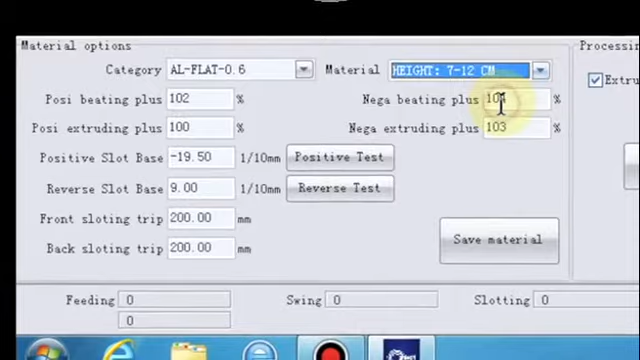 Material options
Processing
Category AL-FLAT-0.6 Material HEIGHT: 7-12 CM
Extru
Posi beating plus 102 % Nega beating plus %
Posi extruding plus 100 % Nega extruding plus 103 %
Positive Slot Base -19.50 1/10mm Positive Test
Reverse Slot Base 9.00 1/10mm Reverse Test
Front sloting trip 200.00 mm
Back sloting trip 200.00 mm
Save material
Feeding 0 Swing 0 Slotting 0
0